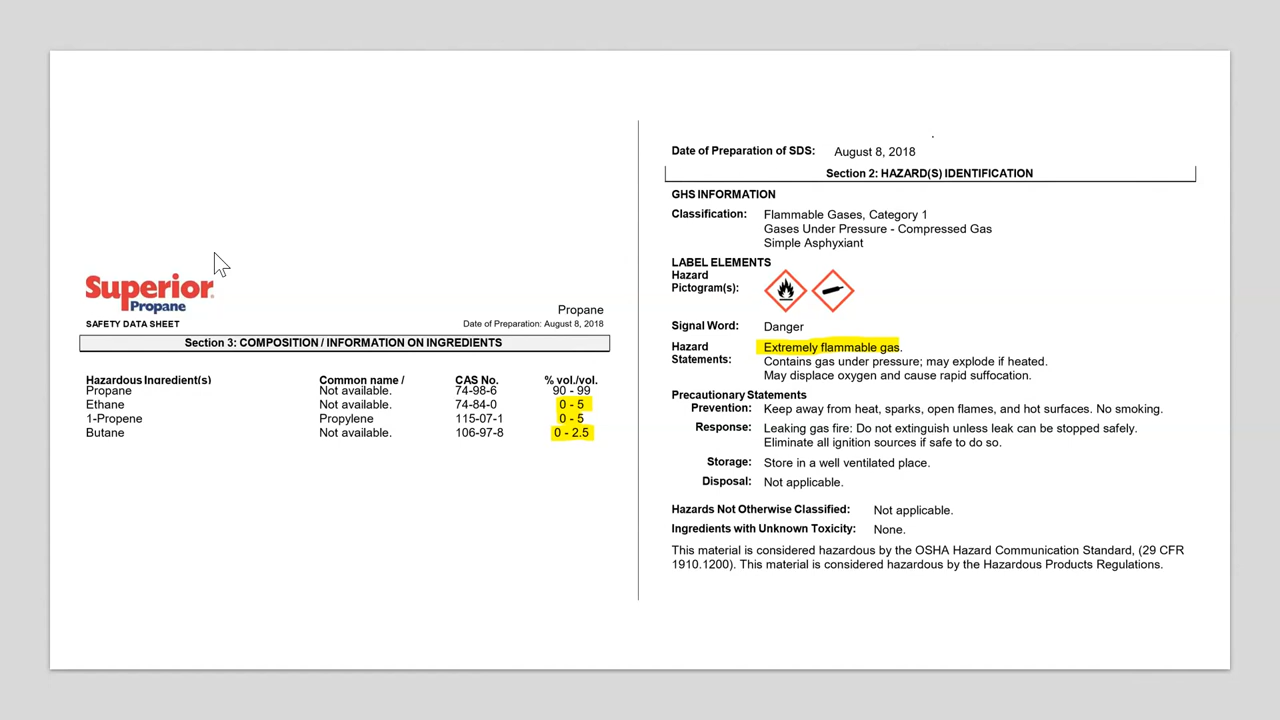 Superior
Propane
Propane
SAFETY DATA SHEET
Date of Preparation: August 8, 2018
Section 3: COMPOSITION / INFORMATION ON INGREDIENTS
Hazardous Ingredient(s) Common name / CAS No. % vol./vol.
Propane Not available. 74-98-6 90 - 99
Ethane Not available. 74-84-0 0 - 5
1-Propene Propylene 115-07-1 0 - 5
Butane Not available. 106-97-8 0 - 2.5
Date of Preparation of SDS: August 8, 2018
Section 2: HAZARD(S) IDENTIFICATION
GHS INFORMATION
Classification: Flammable Gases, Category 1
Gases Under Pressure - Compressed Gas
Simple Asphyxiant
LABEL ELEMENTS
Hazard
Pictogram(s):
Signal Word: Danger
Hazard Extremely flammable gas.
Statements: Contains gas under pressure; may explode if heated.
May displace oxygen and cause rapid suffocation.
Precautionary Statements
Prevention: Keep away from heat, sparks, open flames, and hot surfaces. No smoking.
Response: Leaking gas fire: Do not extinguish unless leak can be stopped safely.
Eliminate all ignition sources if safe to do so.
Storage: Store in a well ventilated place.
Disposal: Not applicable.
Hazards Not Otherwise Classified: Not applicable.
Ingredients with Unknown Toxicity: None.
This material is considered hazardous by the OSHA Hazard Communication Standard, (29 CFR
1910.1200). This material is considered hazardous by the Hazardous Products Regulations.